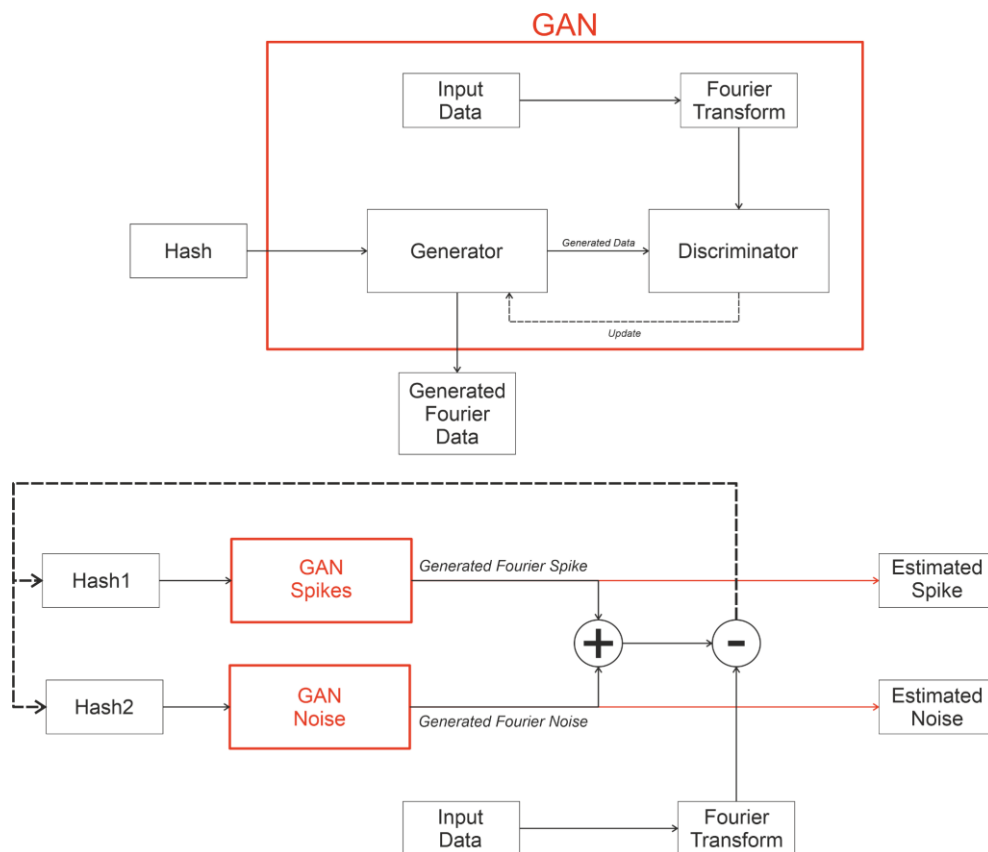 GAN
Input
Data
Fourier
Transform
Hash
Generator
Generated Data
Discriminator
Update
Generated
Fourier
Data
Hash1
GAN
Spikes
Generated Fourier Spike
Estimated
Spike
+
-
Hash2
GAN
Noise
Generated Fourier Noise
Estimated
Noise
Input
Data
Fourier
Transform